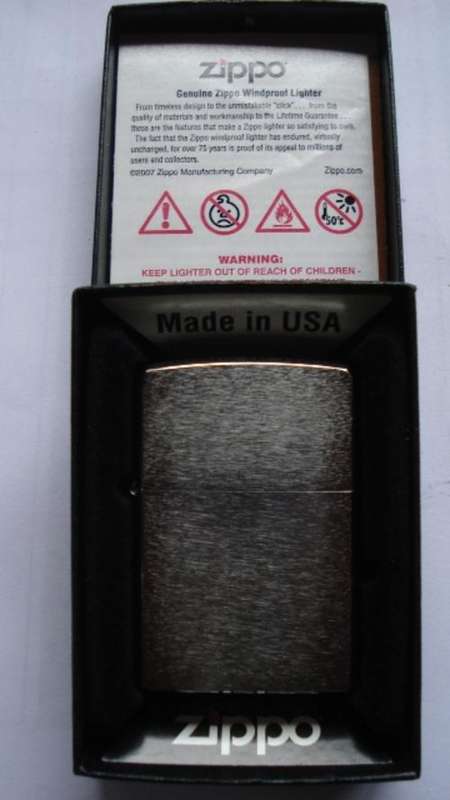 zippo
Genuine Zippo Windproof Lighter
From timeless design to the unmistakable "click". . . from the
quality of materials and workmanship to the Lifetime Guarantee . . .
those are the features that make a Zippo lighter so satisfying to own.
The fact that the Zippo windproof lighter has endured, virtually
unchanged, for over 75 years is proof of its appeal to millions of
users and collectors.
©2007 Zippo Manufacturing Company Zippo.com
50°C
WARNING:
KEEP LIGHTER OUT OF REACH OF CHILDREN -
Made in USA
zippo